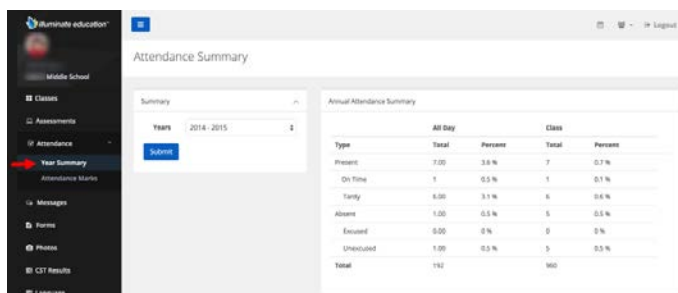 illuminate education
Logout
Attendance Summary
Middle School
Classes
Assessments
Attendance
Year Summary
Attendance Marks
Messages
Forms
Photos
CST Results
Language
Summary
Years 2014 - 2015
Submit
Annual Attendance Summary
All Day Class
Type Total Percent Total Percent
Present 7.00 3.6 % 7 0.7 %
On Time 1 0.5 % 1 0.1 %
Tardy 6.00 3.1 % 6 0.6 %
Absent 1.00 0.5 % 5 0.5 %
Excused 0.00 0 % 0 0 %
Unexcused 1.00 0.5 % 5 0.5 %
Total 192 960